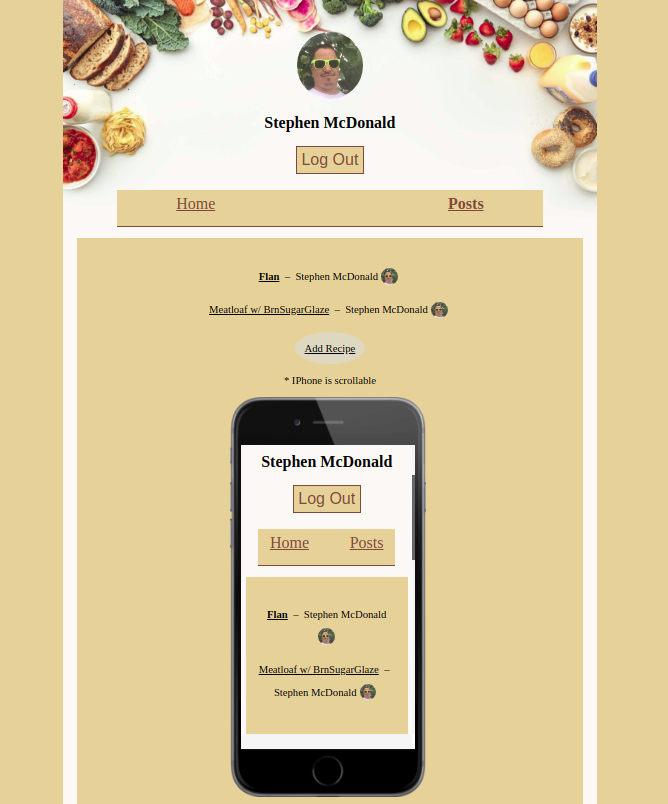 Stephen McDonald
Log Out
Home Posts
Flan – Stephen McDonald
Meatloaf w/ BrnSugarGlaze – Stephen McDonald
Add Recipe
* IPhone is scrollable
Stephen McDonald
Log Out
Home Posts
Flan – Stephen McDonald
Meatloaf w/ BrnSugarGlaze –
Stephen McDonald